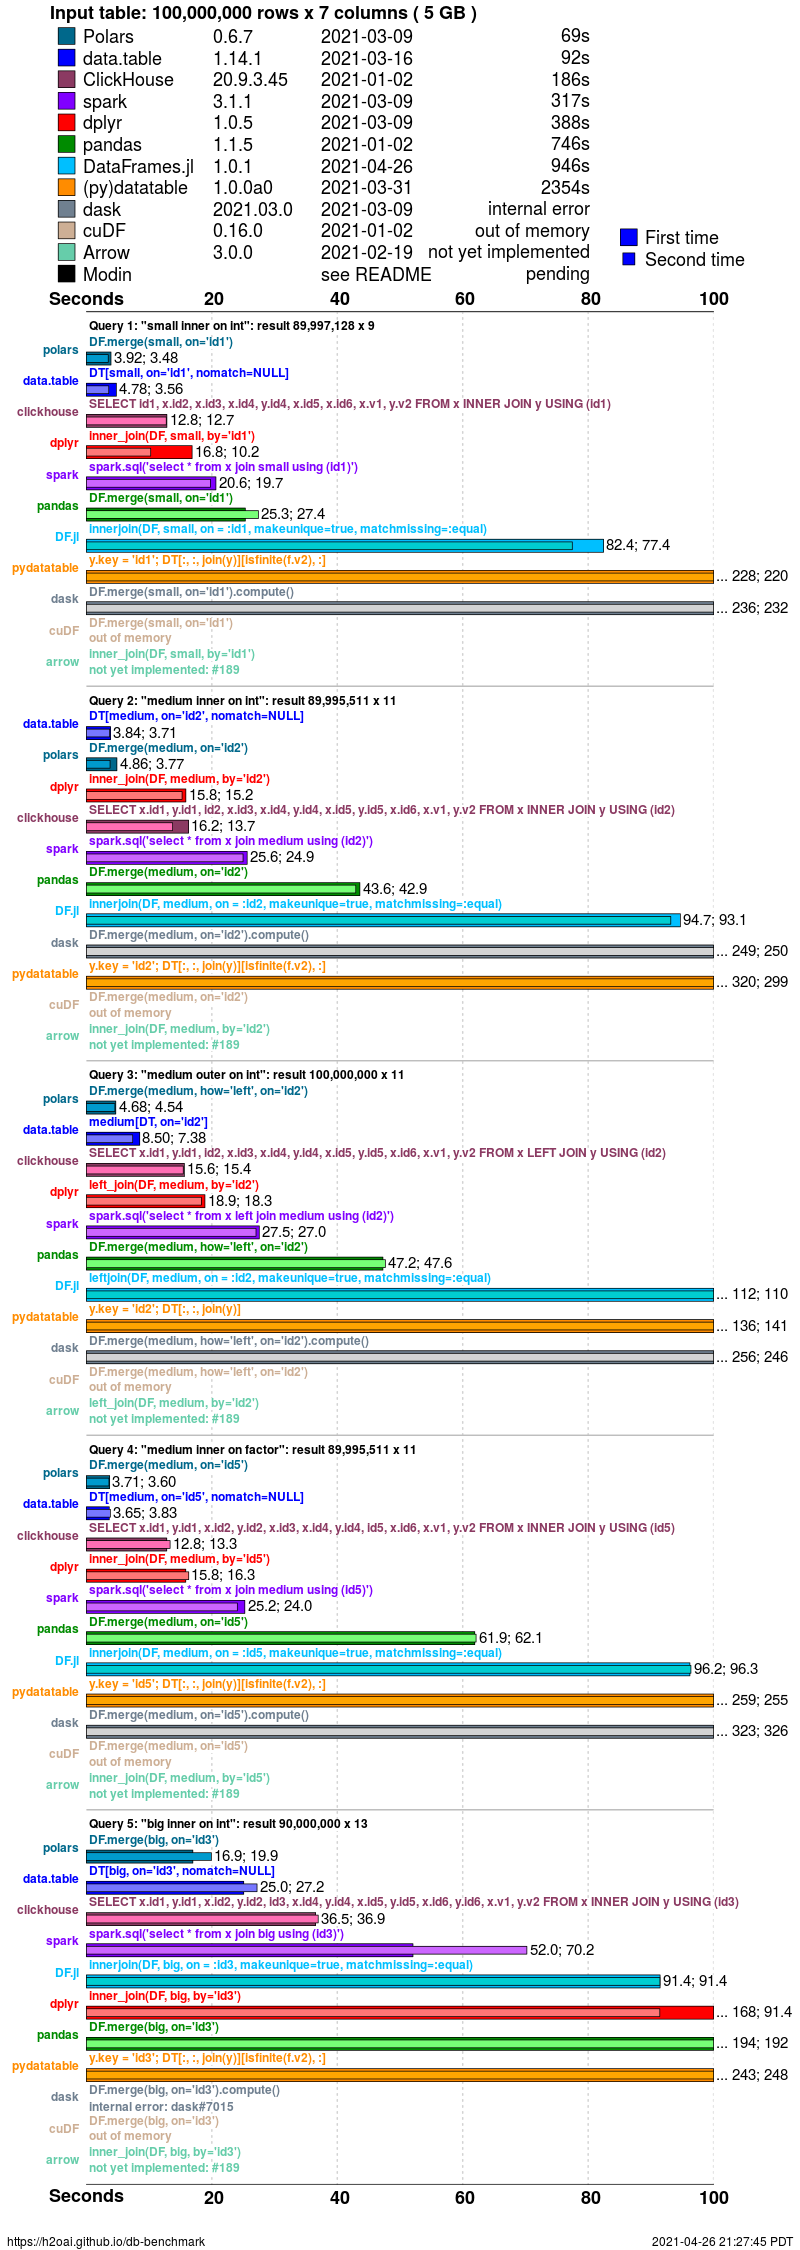 Input table: 100,000,000 rows x 7 columns ( 5 GB )
Polars 0.6.7 2021-03-09 69s
data.table 1.14.1 2021-03-16 92s
ClickHouse 20.9.3.45 2021-01-02 186s
spark 3.1.1 2021-03-09 317s
dplyr 1.0.5 2021-03-09 388s
pandas 1.1.5 2021-01-02 746s
DataFrames.jl 1.0.1 2021-04-26 946s
(py)datatable 1.0.0a0 2021-03-31 2354s
dask 2021.03.0 2021-03-09 internal error
cuDF 0.16.0 2021-01-02 out of memory
Arrow 3.0.0 2021-02-19 not yet implemented
Modin see README pending
First time
Second time
Seconds 20 40 60 80 100
Query 1: "small inner on int": result 89,997,128 x 9
DF.merge(small, on='id1')
polars 3.92; 3.48
DT[small, on='id1', nomatch=NULL]
data.table 4.78; 3.56
SELECT id1, x.id2, x.id3, x.id4, y.id4, x.id5, x.id6, x.v1, y.v2 FROM x INNER JOIN y USING (id1)
clickhouse 12.8; 12.7
inner_join(DF, small, by='id1')
dplyr 16.8; 10.2
spark.sql('select * from x join small using (id1)')
spark 20.6; 19.7
DF.merge(small, on='id1')
pandas 25.3; 27.4
innerjoin(DF, small, on = :id1, makeunique=true, matchmissing=:equal)
DF.jl 82.4; 77.4
y.key = 'id1'; DT[:, :, join(y)][isfinite(f.v2), :]
pydatatable ... 228; 220
DF.merge(small, on='id1').compute()
dask ... 236; 232
DF.merge(small, on='id1')
cuDF out of memory
inner_join(DF, small, by='id1')
arrow not yet implemented: #189
Query 2: "medium inner on int": result 89,995,511 x 11
DT[medium, on='id2', nomatch=NULL]
data.table 3.84; 3.71
DF.merge(medium, on='id2')
polars 4.86; 3.77
inner_join(DF, medium, by='id2')
dplyr 15.8; 15.2
SELECT x.id1, y.id1, id2, x.id3, x.id4, y.id4, x.id5, y.id5, x.id6, x.v1, y.v2 FROM x INNER JOIN y USING (id2)
clickhouse 16.2; 13.7
spark.sql('select * from x join medium using (id2)')
spark 25.6; 24.9
DF.merge(medium, on='id2')
pandas 43.6; 42.9
innerjoin(DF, medium, on = :id2, makeunique=true, matchmissing=:equal)
DF.jl 94.7; 93.1
DF.merge(medium, on='id2').compute()
dask ... 249; 250
y.key = 'id2'; DT[:, :, join(y)][isfinite(f.v2), :]
pydatatable ... 320; 299
DF.merge(medium, on='id2')
cuDF out of memory
inner_join(DF, medium, by='id2')
arrow not yet implemented: #189
Query 3: "medium outer on int": result 100,000,000 x 11
DF.merge(medium, how='left', on='id2')
polars 4.68; 4.54
medium[DT, on='id2']
data.table 8.50; 7.38
SELECT x.id1, y.id1, id2, x.id3, x.id4, y.id4, x.id5, y.id5, x.id6, x.v1, y.v2 FROM x LEFT JOIN y USING (id2)
clickhouse 15.6; 15.4
left_join(DF, medium, by='id2')
dplyr 18.9; 18.3
spark.sql('select * from x left join medium using (id2)')
spark 27.5; 27.0
DF.merge(medium, how='left', on='id2')
pandas 47.2; 47.6
leftjoin(DF, medium, on = :id2, makeunique=true, matchmissing=:equal)
DF.jl ... 112; 110
y.key = 'id2'; DT[:, :, join(y)]
pydatatable ... 136; 141
DF.merge(medium, how='left', on='id2').compute()
dask ... 256; 246
DF.merge(medium, how='left', on='id2')
cuDF out of memory
left_join(DF, medium, by='id2')
arrow not yet implemented: #189
Query 4: "medium inner on factor": result 89,995,511 x 11
DF.merge(medium, on='id5')
polars 3.71; 3.60
DT[medium, on='id5', nomatch=NULL]
data.table 3.65; 3.83
SELECT x.id1, y.id1, x.id2, y.id2, x.id3, x.id4, y.id4, id5, x.id6, x.v1, y.v2 FROM x INNER JOIN y USING (id5)
clickhouse 12.8; 13.3
inner_join(DF, medium, by='id5')
dplyr 15.8; 16.3
spark.sql('select * from x join medium using (id5)')
spark 25.2; 24.0
DF.merge(medium, on='id5')
pandas 61.9; 62.1
innerjoin(DF, medium, on = :id5, makeunique=true, matchmissing=:equal)
DF.jl 96.2; 96.3
y.key = 'id5'; DT[:, :, join(y)][isfinite(f.v2), :]
pydatatable ... 259; 255
DF.merge(medium, on='id5').compute()
dask ... 323; 326
DF.merge(medium, on='id5')
cuDF out of memory
inner_join(DF, medium, by='id5')
arrow not yet implemented: #189
Query 5: "big inner on int": result 90,000,000 x 13
DF.merge(big, on='id3')
polars 16.9; 19.9
DT[big, on='id3', nomatch=NULL]
data.table 25.0; 27.2
SELECT x.id1, y.id1, x.id2, y.id2, id3, x.id4, y.id4, x.id5, y.id5, x.id6, y.id6, x.v1, y.v2 FROM x INNER JOIN y USING (id3)
clickhouse 36.5; 36.9
spark.sql('select * from x join big using (id3)')
spark 52.0; 70.2
innerjoin(DF, big, on = :id3, makeunique=true, matchmissing=:equal)
DF.jl 91.4; 91.4
inner_join(DF, big, by='id3')
dplyr ... 168; 91.4
DF.merge(big, on='id3')
pandas ... 194; 192
y.key = 'id3'; DT[:, :, join(y)][isfinite(f.v2), :]
pydatatable ... 243; 248
DF.merge(big, on='id3').compute()
dask internal error: dask#7015
DF.merge(big, on='id3')
cuDF out of memory
inner_join(DF, big, by='id3')
arrow not yet implemented: #189
Seconds 20 40 60 80 100
https://h2oai.github.io/db-benchmark 2021-04-26 21:27:45 PDT